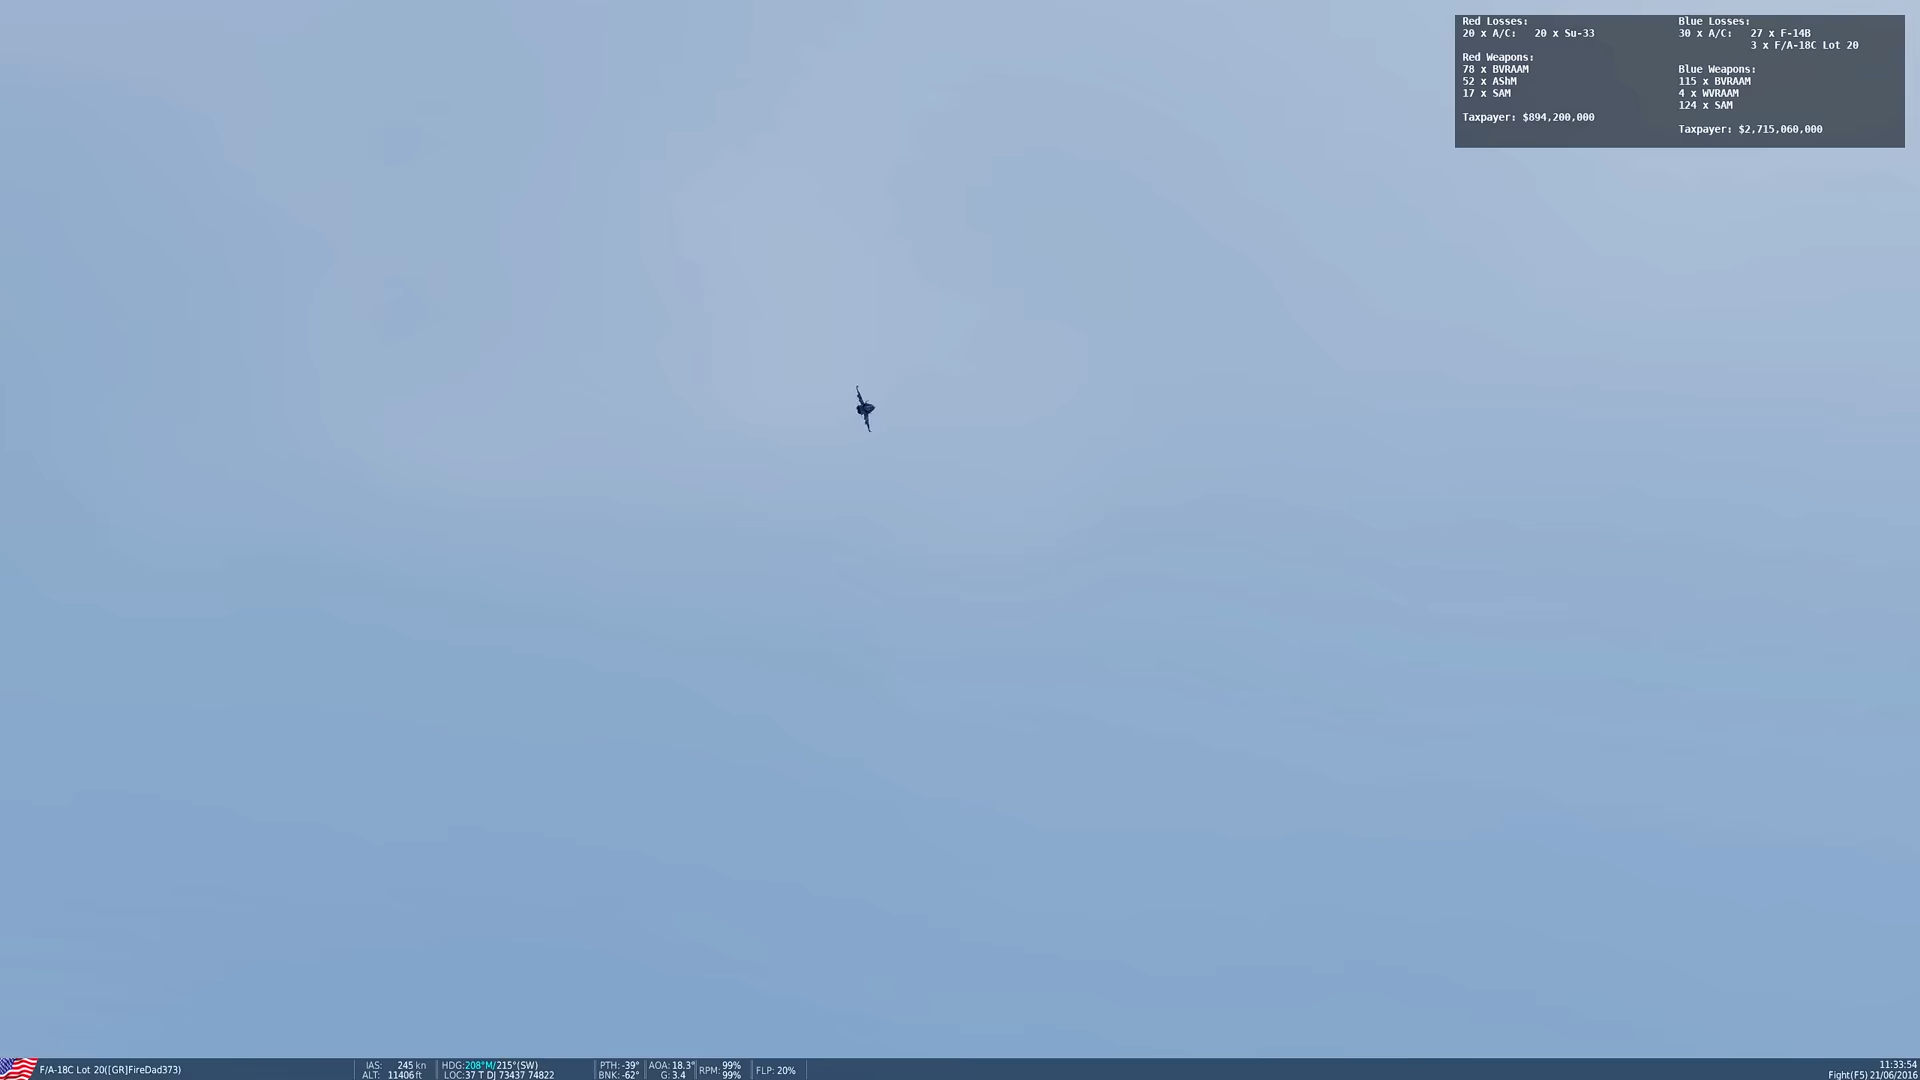 Red Losses:
20 x A/C: 20 x Su-33
Red Weapons:
78 x BVRAAM
52 x AShM
17 x SAM
Taxpayer: $894,200,000
Blue Losses:
30 x A/C: 27 x F-14B
3 x F/A-18C Lot 20
Blue Weapons:
115 x BVRAAM
4 x WVRAAM
124 x SAM
Taxpayer: $2,715,060,000
F/A-18C Lot 20([GR]FireDad373)
IAS: 245 kn
ALT: 11406 ft
HDG:208°M/215°(SW)
LOC:37 T DJ 73437 74822
PTH: -39°
BNK: -62°
AOA: 18.3°
G: 3.4
RPM: 99%
99%
FLP: 20%
11:33:54
Fight(F5) 21/06/2016